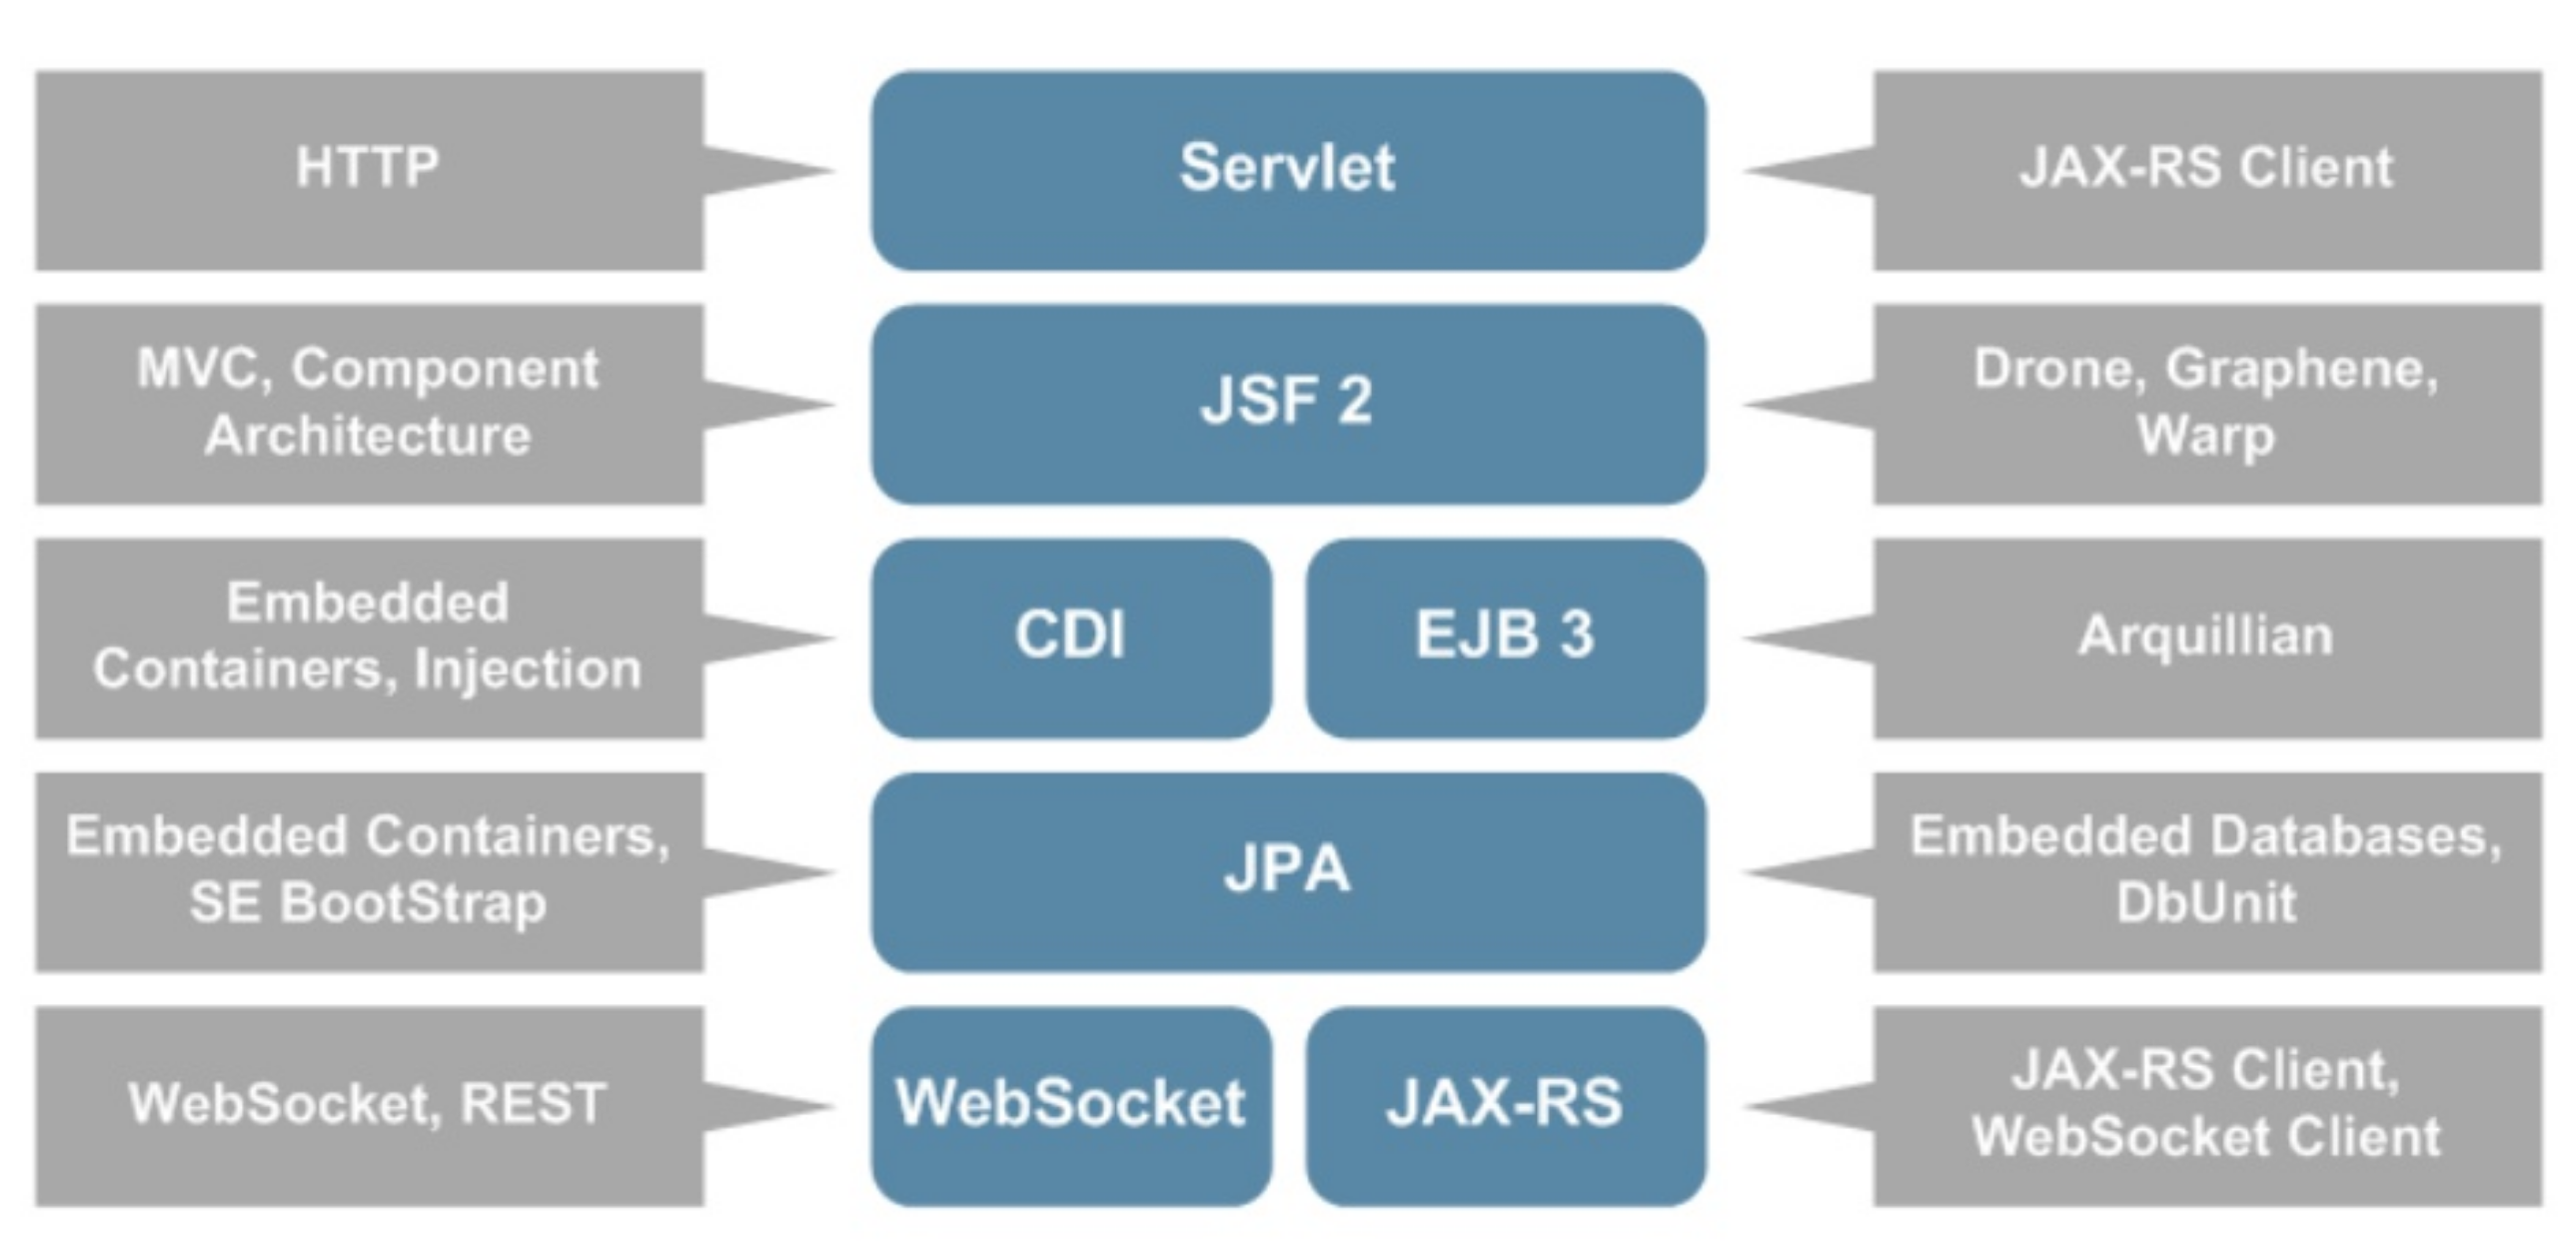 HTTP
Servlet
JAX-RS Client
MVC, Component
Architecture
JSF 2
Drone, Graphene,
Warp
Embedded
Containers, Injection
CDI
EJB 3
Arquillian
Embedded Containers,
SE BootStrap
JPA
Embedded Databases,
DbUnit
WebSocket, REST
WebSocket
JAX-RS
JAX-RS Client,
WebSocket Client